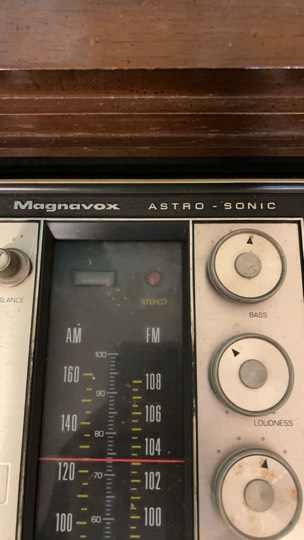 Magnavox ASTRO-SONIC
BALANCE
STEREO
BASS
AM FM
100
160 108
90
106
140 80
LOUDNESS
104
120 70 102
100 60 100